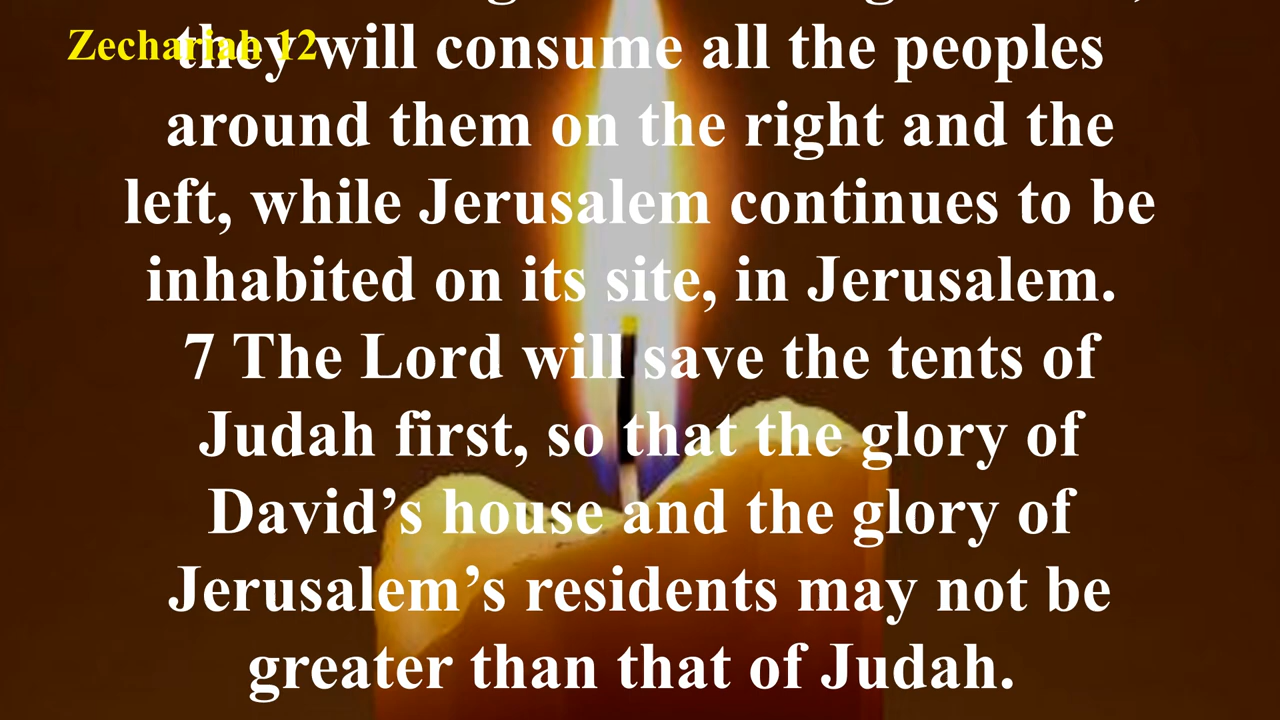 Zechariah 12
they will consume all the peoples
around them on the right and the
left, while Jerusalem continues to be
inhabited on its site, in Jerusalem.
7 The Lord will save the tents of
Judah first, so that the glory of
David’s house and the glory of
Jerusalem’s residents may not be
greater than that of Judah.